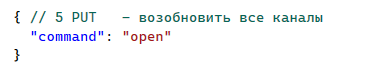 { // 5 PUT   – возобновить все каналы
  "command": "open"
}